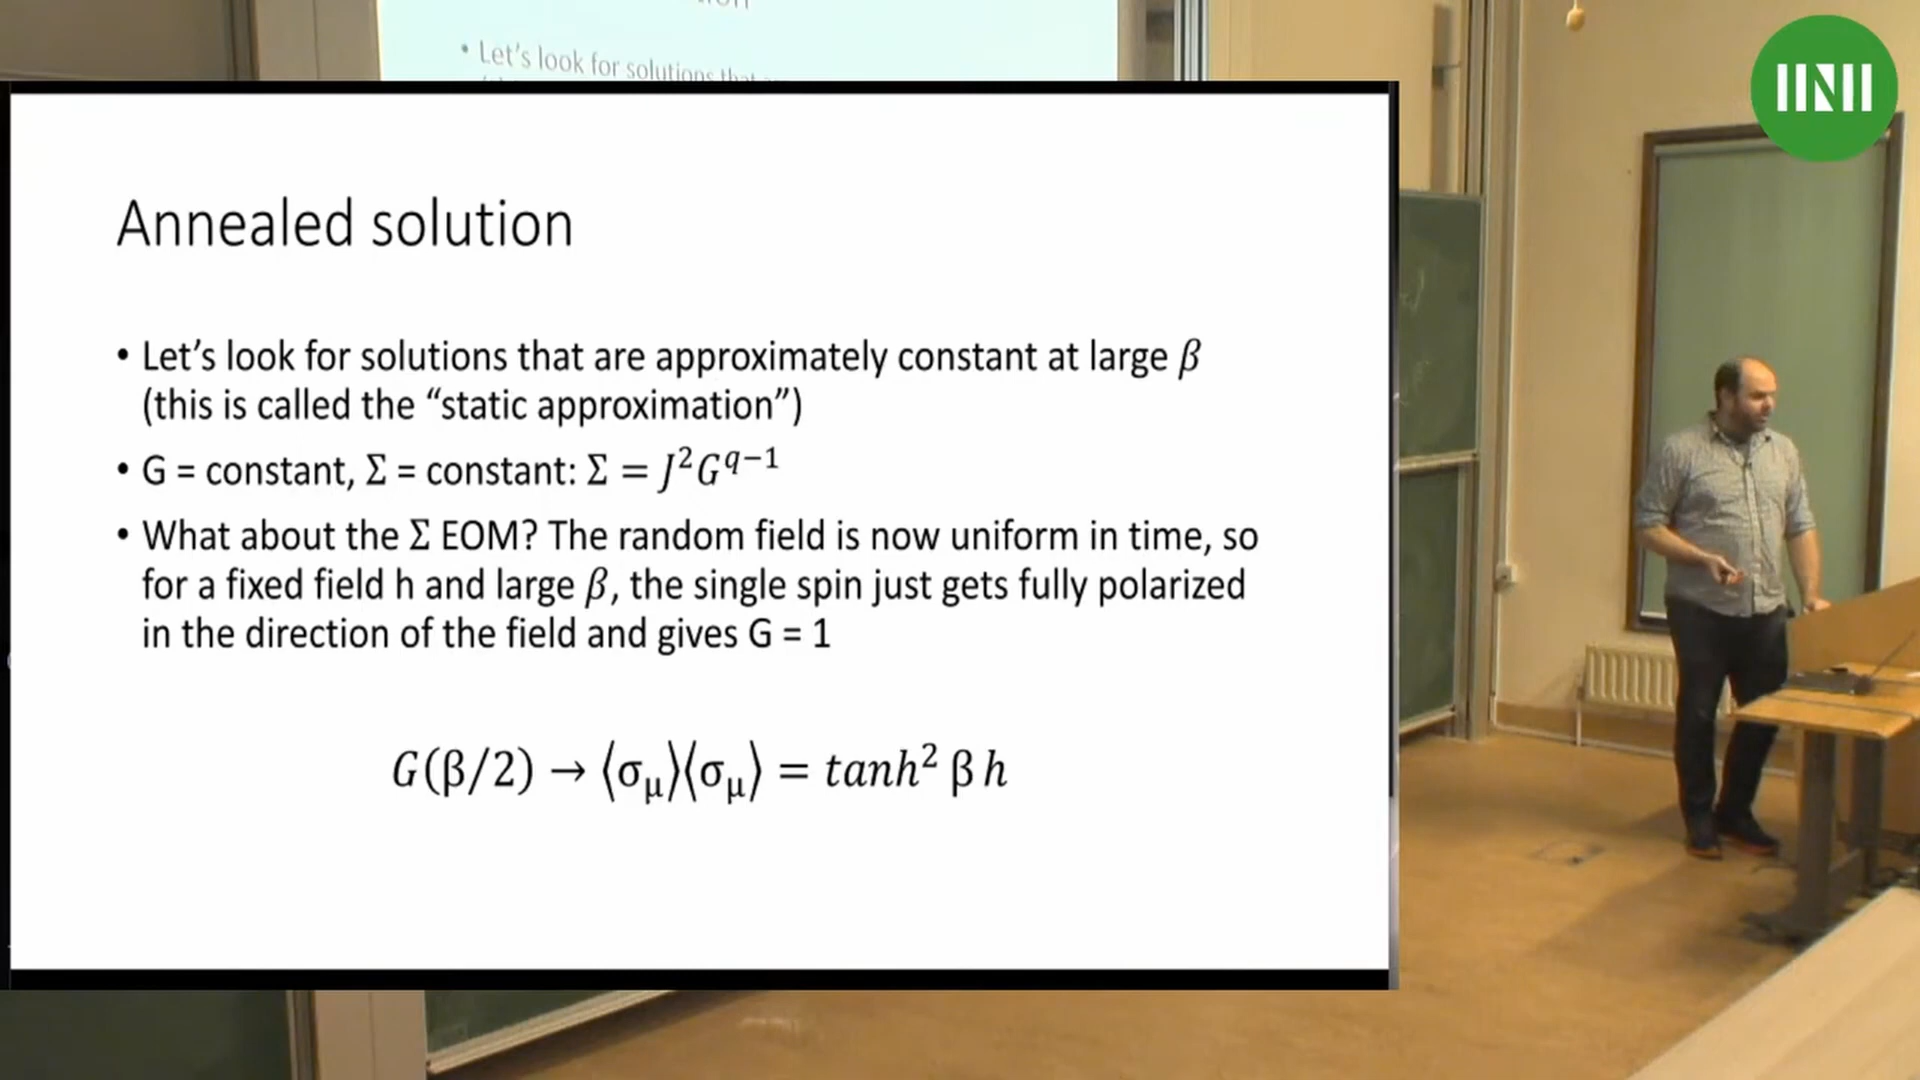 • Let's look for solutions that
Annealed solution
• Let's look for solutions that are approximately constant at large β
(this is called the “static approximation”)
• G = constant, Σ = constant: Σ = J²G^{q−1}
• What about the Σ EOM? The random field is now uniform in time, so
for a fixed field h and large β, the single spin just gets fully polarized
in the direction of the field and gives G = 1
G(β/2) → ⟨σ_μ⟩⟨σ_μ⟩ = tanh² β h